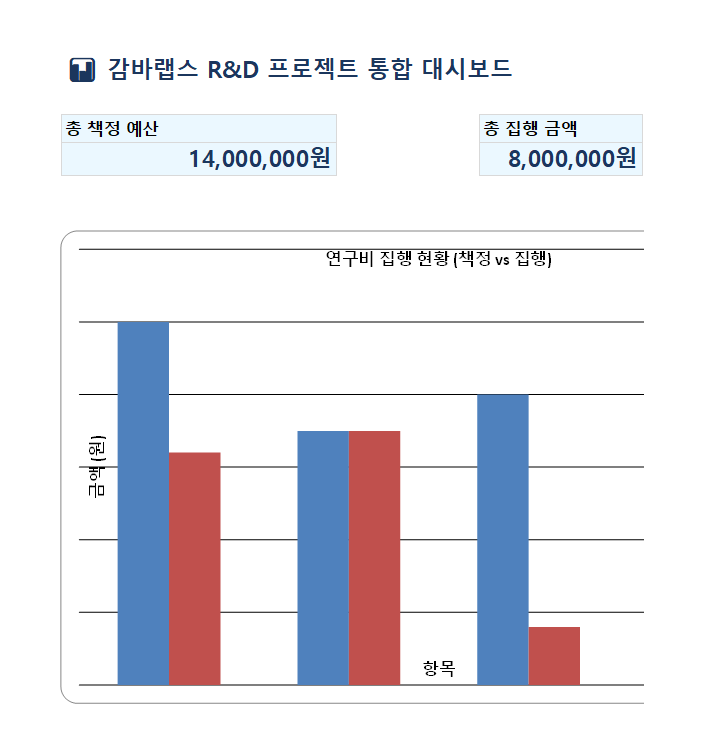 감바랩스 R&D 프로젝트 통합 대시보드
총 책정 예산
총 집행 금액
14,000,000원
8,000,000원
연구비 집행 현황 (책정 vs 집행)
금액 (원)
항목